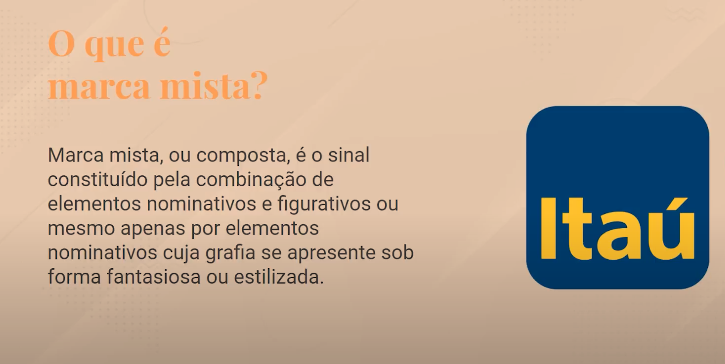 O que é
marca mista?
Marca mista, ou composta, é o sinal
constituído pela combinação de
elementos nominativos e figurativos ou
mesmo apenas por elementos
nominativos cuja grafia se apresente sob
forma fantasiosa ou estilizada.
Itaú